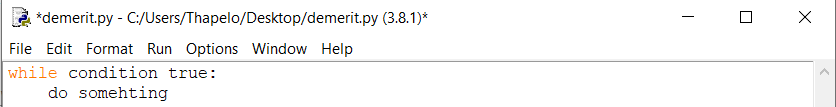 *demerit.py - C:/Users/Thapelo/Desktop/demerit.py (3.8.1)*
File Edit Format Run Options Window Help
while condition true:
    do somehting